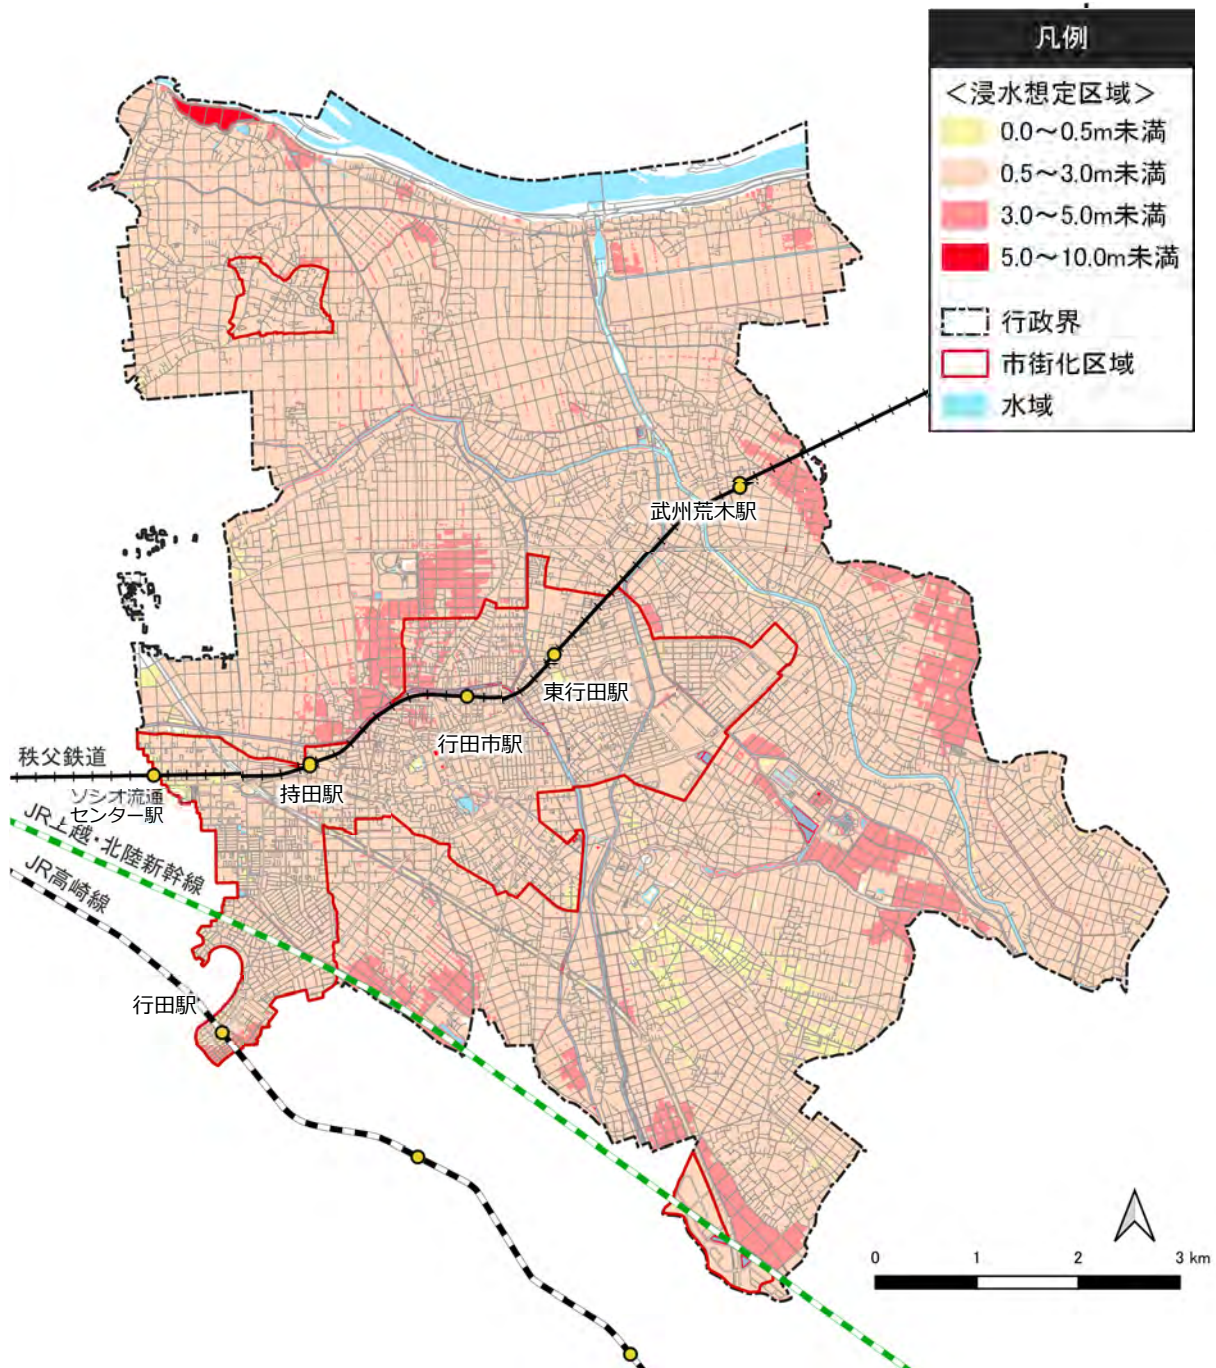 凡例
＜浸水想定区域＞
0.0～0.5m未満
0.5～3.0m未満
3.0～5.0m未満
5.0～10.0m未満
行政界
市街化区域
水域
武州荒木駅
東行田駅
行田市駅
秩父鉄道
持田駅
ソシオ流通
センター駅
JR上越・北陸新幹線
JR高崎線
行田駅
0 1 2 3 km